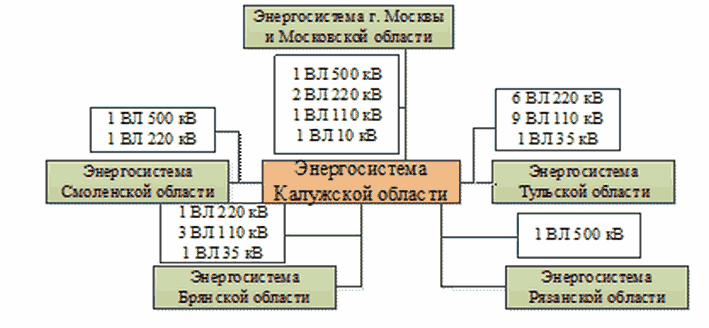 Энергосистема г. Москвы
и Московской области
1 ВЛ 500 кВ
2 ВЛ 220 кВ
1 ВЛ 110 кВ
1 ВЛ 10 кВ
1 ВЛ 500 кВ
1 ВЛ 220 кВ
6 ВЛ 220 кВ
9 ВЛ 110 кВ
1 ВЛ 35 кВ
Энергосистема
Смоленской области
Энергосистема
Калужской области
Энергосистема
Тульской области
1 ВЛ 220 кВ
3 ВЛ 110 кВ
1 ВЛ 35 кВ
1 ВЛ 500 кВ
Энергосистема
Брянской области
Энергосистема
Рязанской области